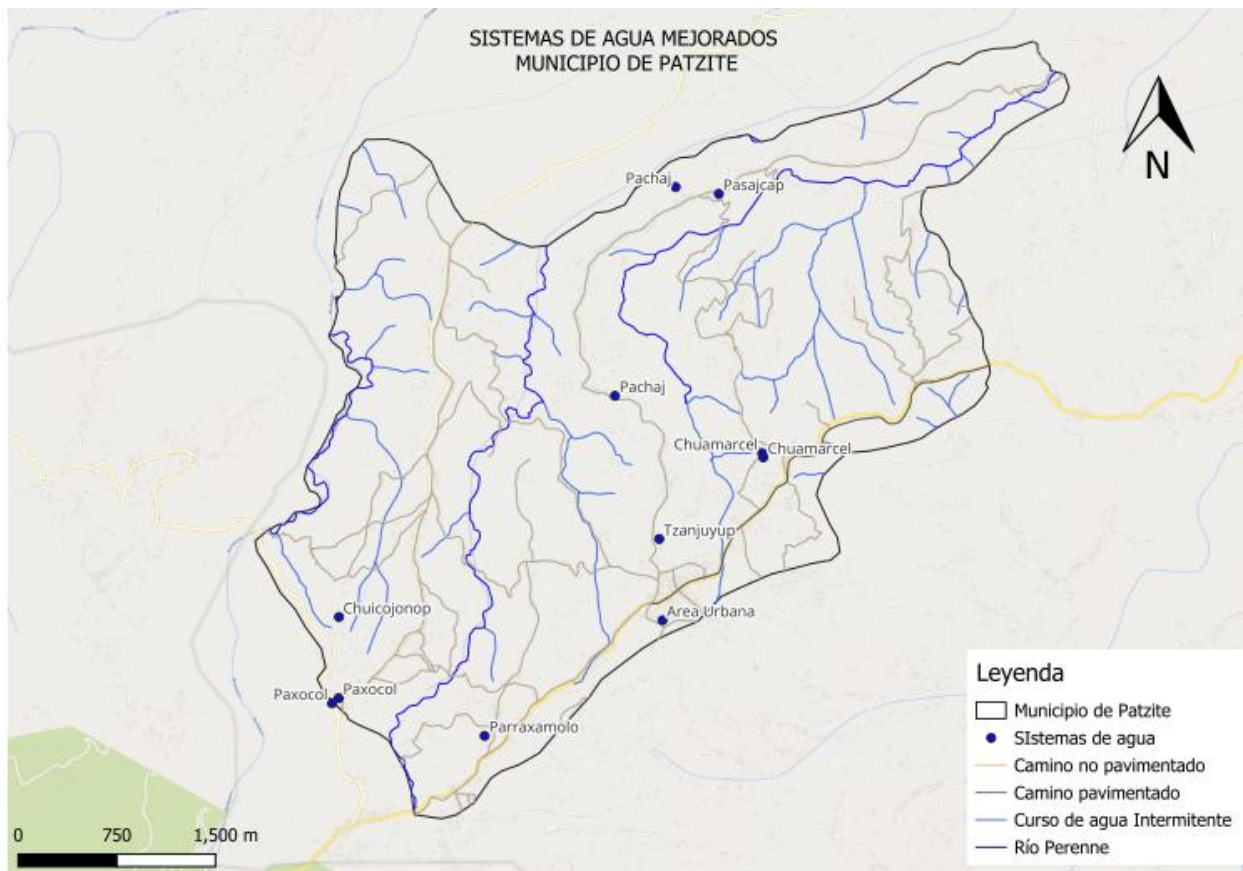 SISTEMAS DE AGUA MEJORADOS
MUNICIPIO DE PATZITE
N
Pachaj
Pasajcap
Pachaj
Chuamarcel
Chuamarcel
Tzanjuyup
Area Urbana
Chuicojonop
Paxocol
Paxocol
Parraxamolo
Leyenda
Municipio de Patzite
SIstemas de agua
Camino no pavimentado
Camino pavimentado
Curso de agua Intermitente
Río Perenne
0 750 1,500 m